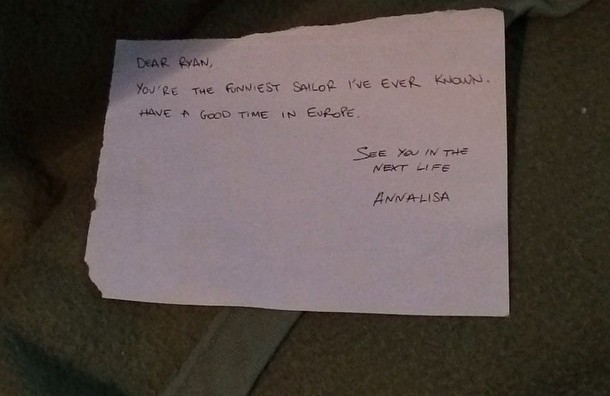 DEAR RYAN,
YOU'RE THE FUNNIEST SAILOR I'VE EVER KNOWN.
HAVE A GOOD TIME IN EUROPE.
SEE YOU IN THE
NEXT LIFE
ANNALISA